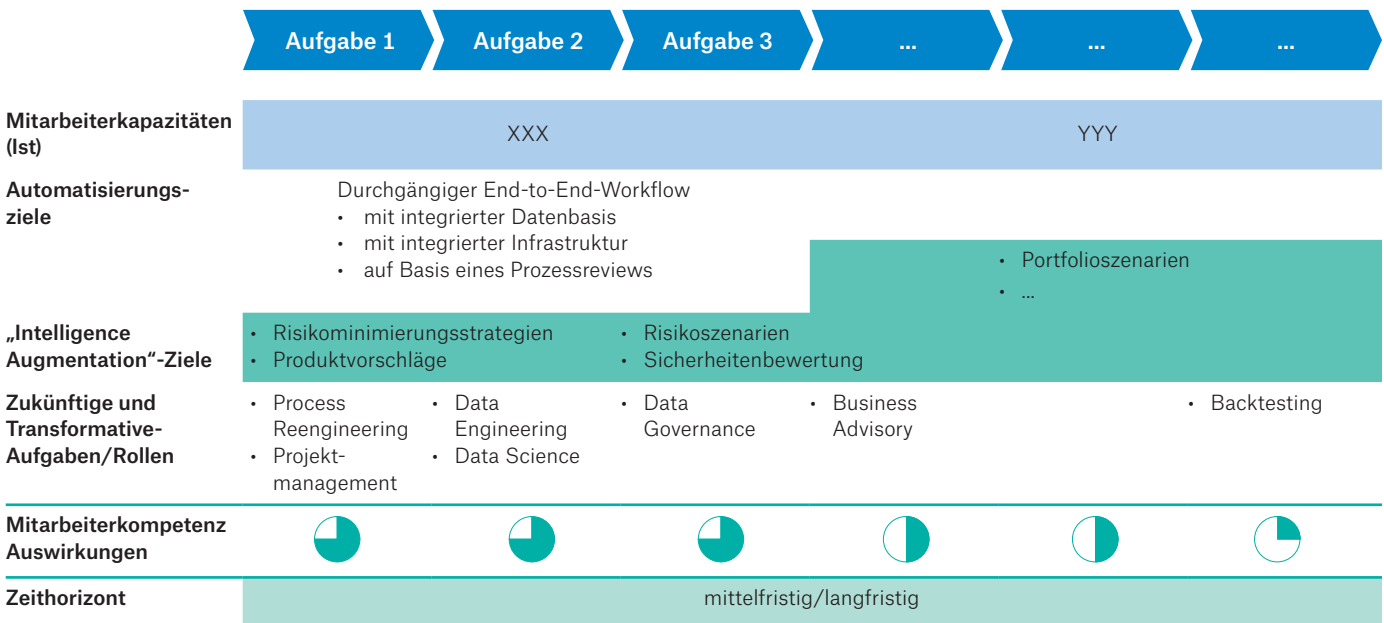 Aufgabe 1 Aufgabe 2 Aufgabe 3 ... ... ...
Mitarbeiterkapazitäten
(Ist)
XXX YYY
Automatisierungs-
ziele
Durchgängiger End-to-End-Workflow
• mit integrierter Datenbasis
• mit integrierter Infrastruktur
• auf Basis eines Prozessreviews
• Portfolioszenarien
• ...
„Intelligence
Augmentation“-Ziele
• Risikominimierungsstrategien
• Produktvorschläge
• Risikoszenarien
• Sicherheitenbewertung
Zukünftige und
Transformative-
Aufgaben/Rollen
• Process
Reengineering
• Projekt-
management
• Data
Engineering
• Data Science
• Data
Governance
• Business
Advisory
• Backtesting
Mitarbeiterkompetenz
Auswirkungen
Zeithorizont
mittelfristig/langfristig